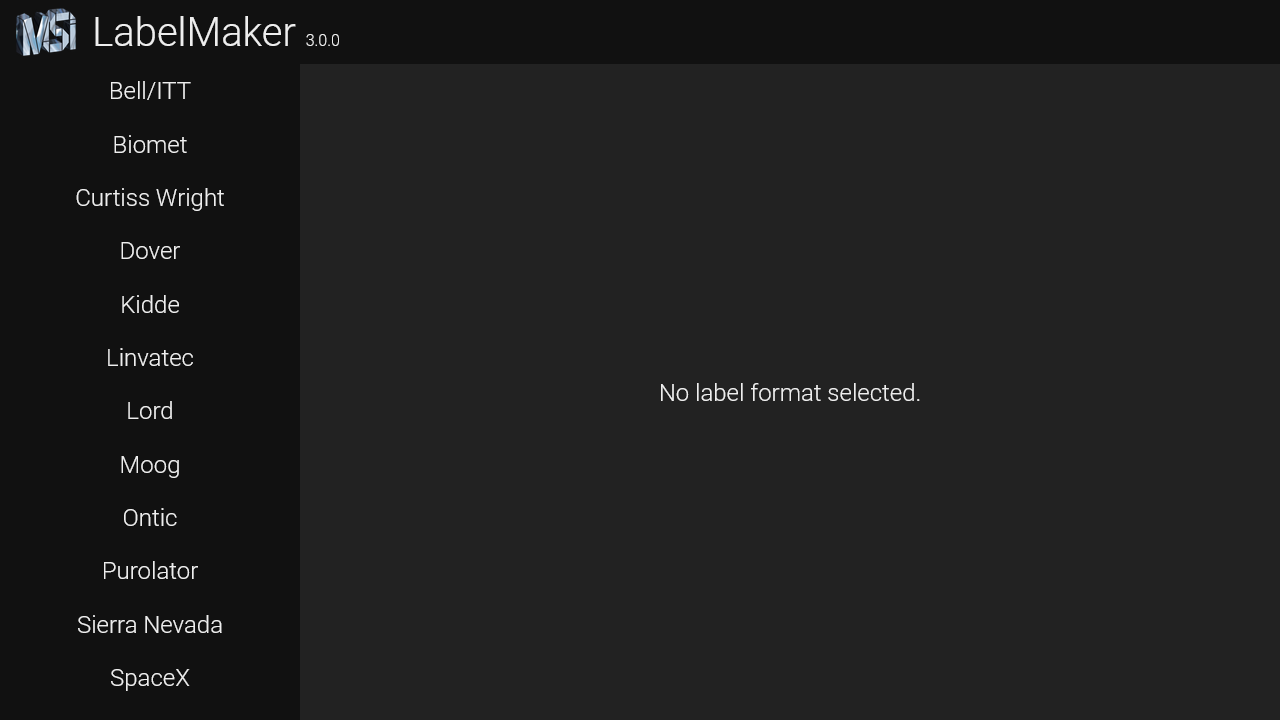 MSi LabelMaker 3.0.0
Bell/ITT
Biomet
Curtiss Wright
Dover
Kidde
Linvatec
Lord
Moog
Ontic
Purolator
Sierra Nevada
SpaceX
No label format selected.